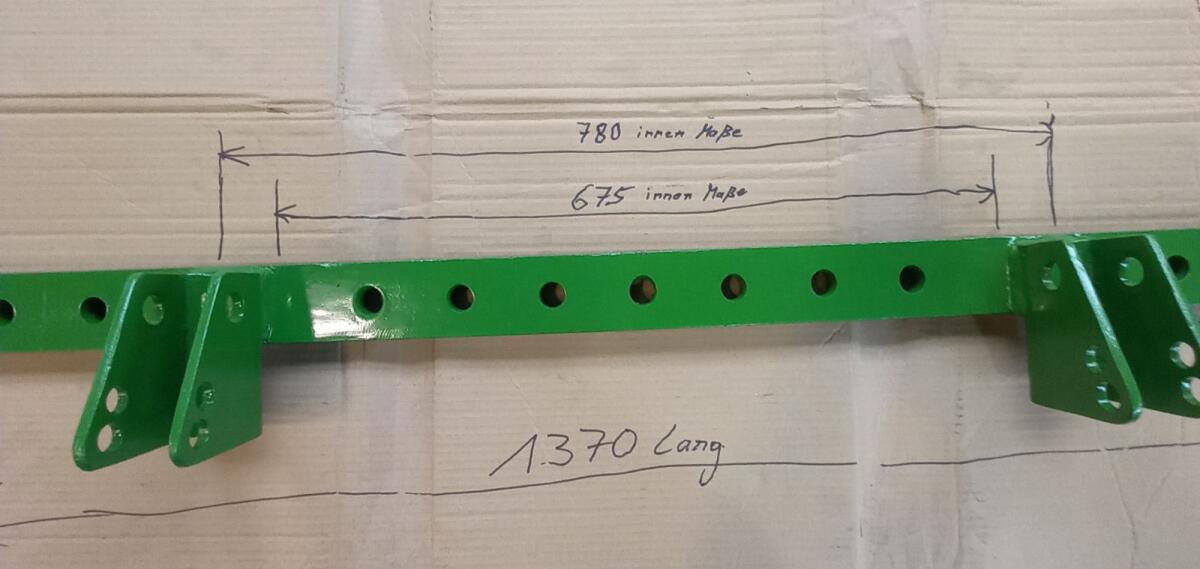 780 innen Maße
675 innen Maße
1.370 Lang